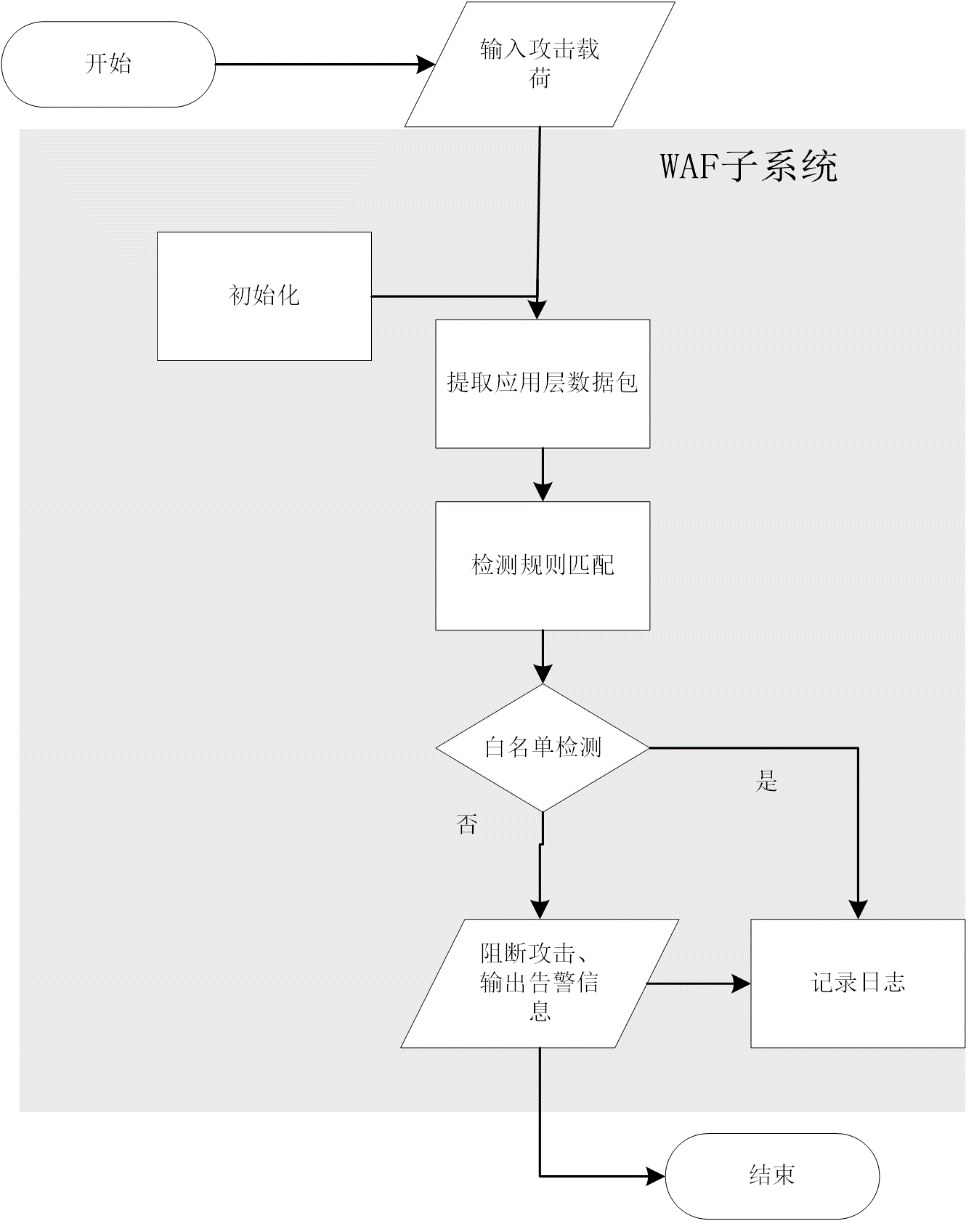 开始
输入攻击载
荷
WAF子系统
初始化
提取应用层数据包
检测规则匹配
白名单检测
是
否
阻断攻击、
输出告警信
息
记录日志
结束